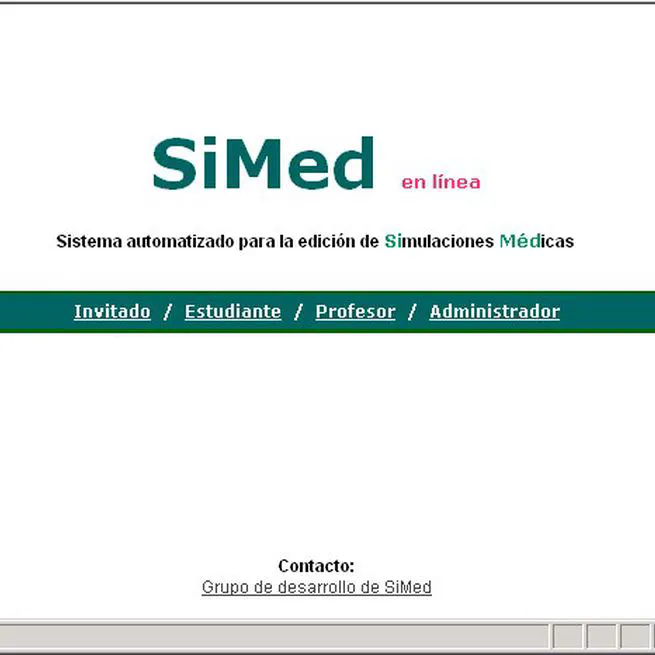 SiMed en línea
Sistema automatizado para la edición de Simulaciones Médicas
Invitado / Estudiante / Profesor / Administrador
Contacto:
Grupo de desarrollo de SiMed